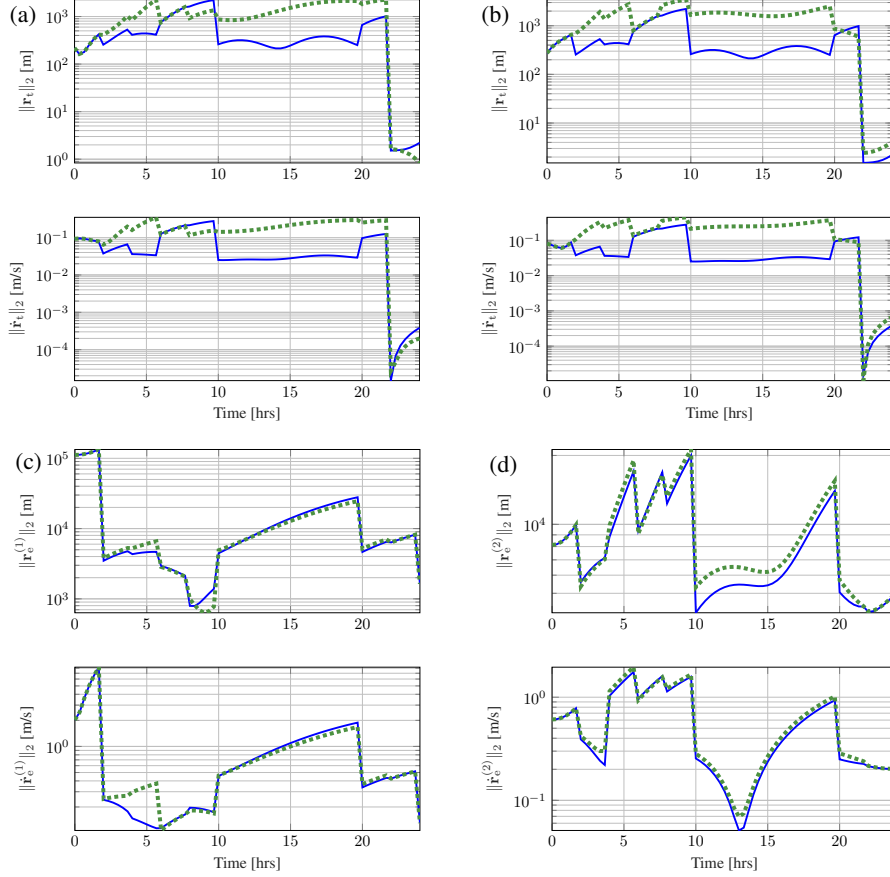 (a)
‖r_t‖_2 [m]
10^3
10^2
10^1
10^0
0 5 10 15 20
‖ṙ_t‖_2 [m/s]
10^−1
10^−2
10^−3
10^−4
0 5 10 15 20
Time [hrs]
(b)
‖r_t‖_2 [m]
10^3
10^2
10^1
0 5 10 15 20
‖ṙ_t‖_2 [m/s]
10^−1
10^−2
10^−3
10^−4
0 5 10 15 20
Time [hrs]
(c)
‖r_e^(1)‖_2 [m]
10^5
10^4
10^3
0 5 10 15 20
‖ṙ_e^(1)‖_2 [m/s]
10^0
0 5 10 15 20
Time [hrs]
(d)
‖r_e^(2)‖_2 [m]
10^4
0 5 10 15 20
‖ṙ_e^(2)‖_2 [m/s]
10^0
10^−1
0 5 10 15 20
Time [hrs]